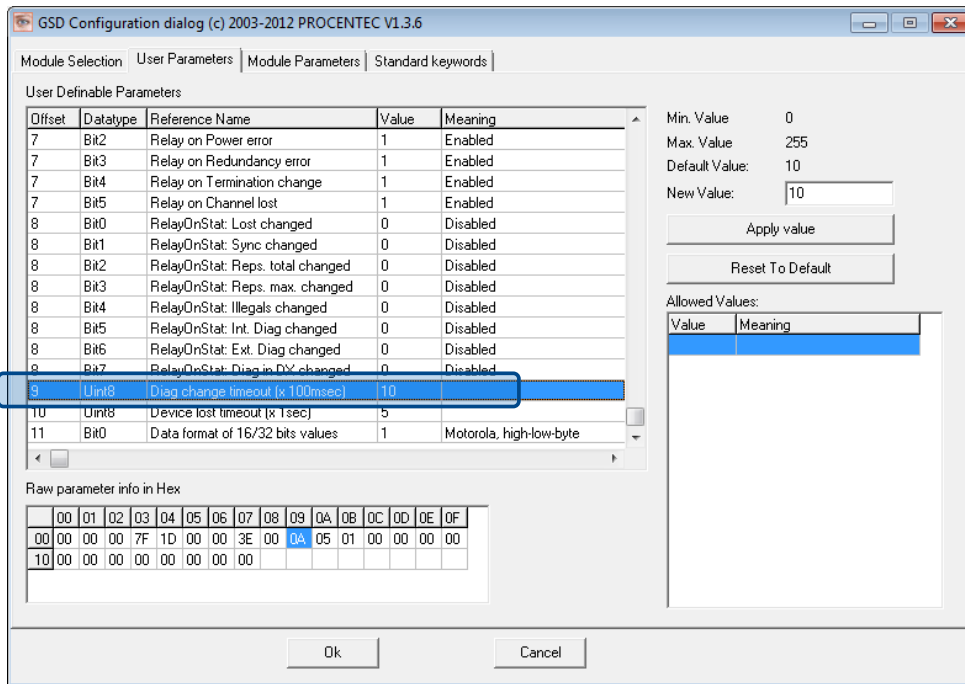 GSD Configuration dialog (c) 2003-2012 PROCENTEC V1.3.6
Module Selection User Parameters Module Parameters Standard keywords
User Definable Parameters
Offset Datatype Reference Name Value Meaning
7 Bit2 Relay on Power error 1 Enabled
7 Bit3 Relay on Redundancy error 1 Enabled
7 Bit4 Relay on Termination change 1 Enabled
7 Bit5 Relay on Channel lost 1 Enabled
8 Bit0 RelayOnStat: Lost changed 0 Disabled
8 Bit1 RelayOnStat: Sync changed 0 Disabled
8 Bit2 RelayOnStat: Reps. total changed 0 Disabled
8 Bit3 RelayOnStat: Reps. max. changed 0 Disabled
8 Bit4 RelayOnStat: Illegals changed 0 Disabled
8 Bit5 RelayOnStat: Int. Diag changed 0 Disabled
8 Bit6 RelayOnStat: Ext. Diag changed 0 Disabled
8 Bit7 RelayOnStat: Diag in DX changed 0 Disabled
9 Uint8 Diag change timeout (x 100msec) 10
10 Uint8 Device lost timeout (x 1sec) 5
11 Bit0 Data format of 16/32 bits values 1 Motorola, high-low-byte
Min. Value 0
Max. Value 255
Default Value: 10
New Value: 10
Apply value
Reset To Default
Allowed Values:
Value Meaning
Raw parameter info in Hex
00 01 02 03 04 05 06 07 08 09 0A 0B 0C 0D 0E 0F
00 00 00 00 7F 1D 00 00 3E 00 0A 05 01 00 00 00 00
10 00 00 00 00 00 00 00 00
Ok Cancel